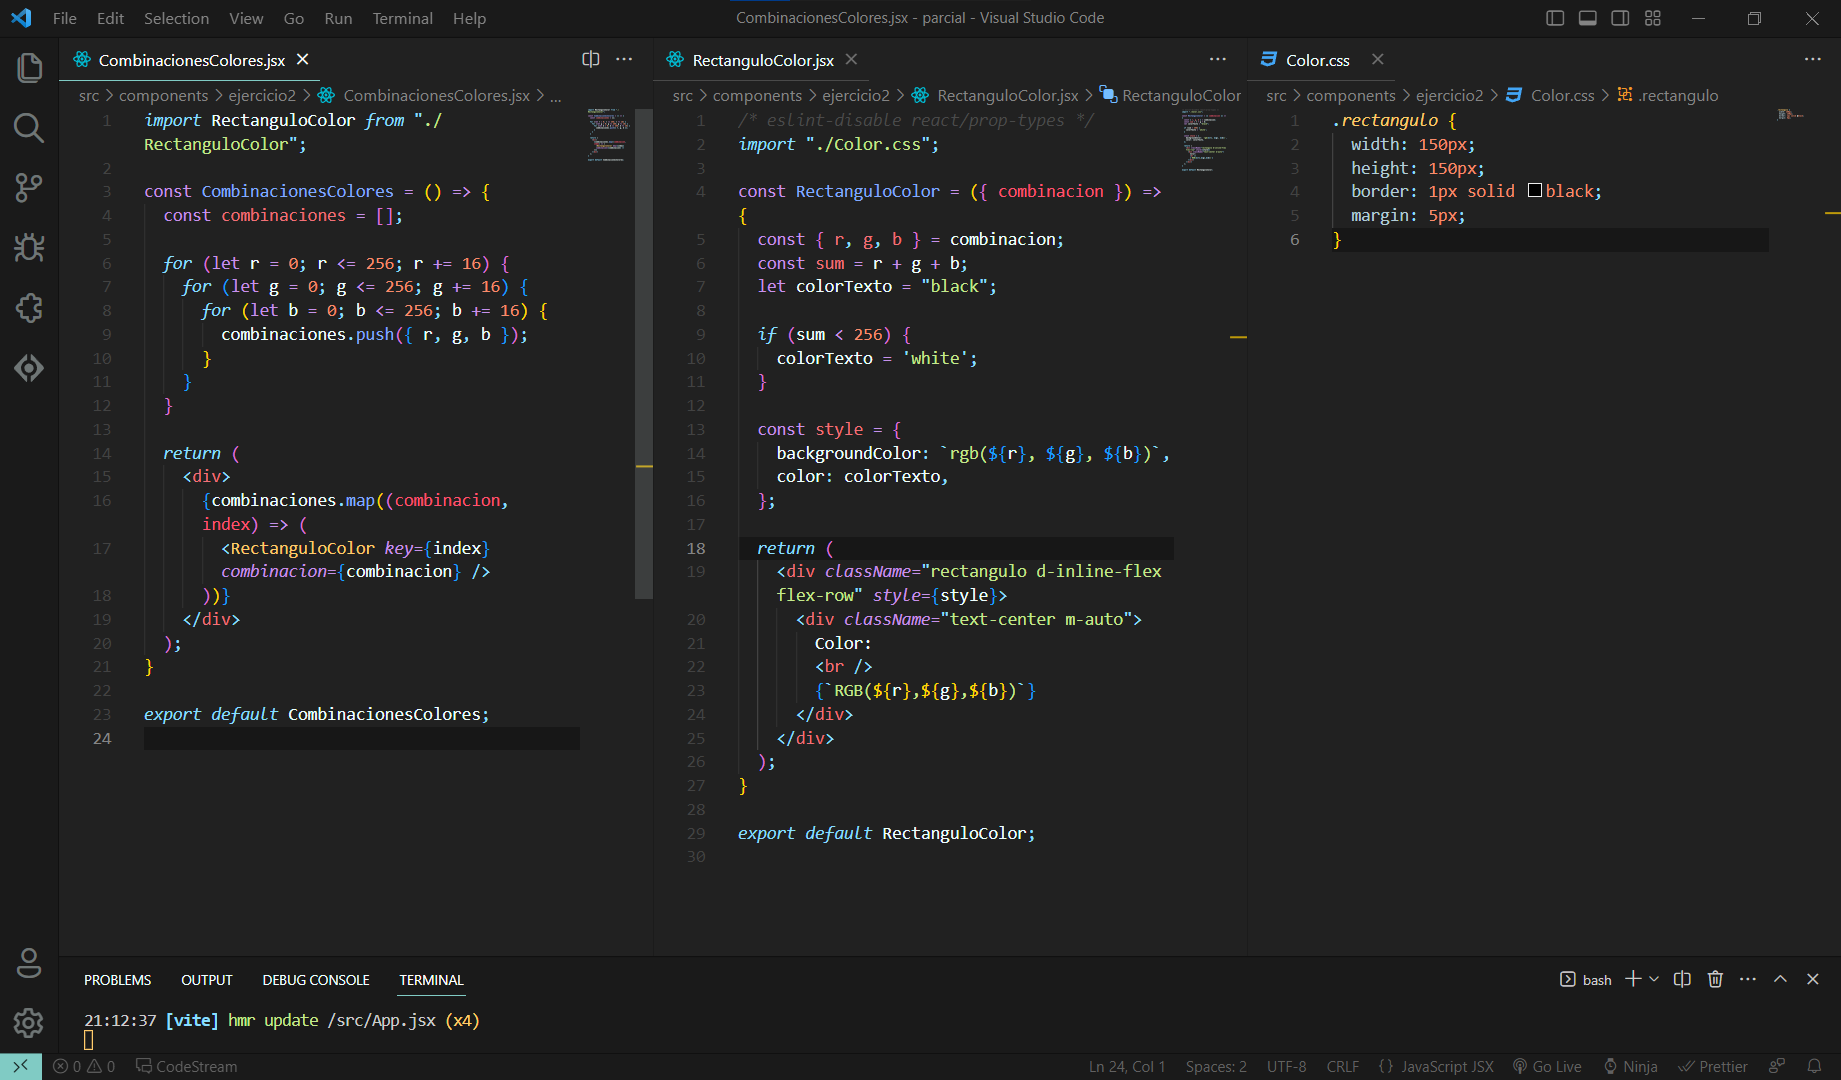 File Edit Selection View Go Run Terminal Help
CombinacionesColores.jsx - parcial - Visual Studio Code
CombinacionesColores.jsx
src > components > ejercicio2 > CombinacionesColores.jsx > ...
1 import RectanguloColor from "./
RectanguloColor";
2
3 const CombinacionesColores = () => {
4 const combinaciones = [];
5
6 for (let r = 0; r <= 256; r += 16) {
7 for (let g = 0; g <= 256; g += 16) {
8 for (let b = 0; b <= 256; b += 16) {
9 combinaciones.push({ r, g, b });
10 }
11 }
12 }
13
14 return (
15 <div>
16 {combinaciones.map((combinacion,
index) => (
17 <RectanguloColor key={index}
combinacion={combinacion} />
18 ))}
19 </div>
20 );
21 }
22
23 export default CombinacionesColores;
24
RectanguloColor.jsx
src > components > ejercicio2 > RectanguloColor.jsx > RectanguloColor
1 /* eslint-disable react/prop-types */
2 import "./Color.css";
3
4 const RectanguloColor = ({ combinacion }) =>
{
5 const { r, g, b } = combinacion;
6 const sum = r + g + b;
7 let colorTexto = "black";
8
9 if (sum < 256) {
10 colorTexto = 'white';
11 }
12
13 const style = {
14 backgroundColor: `rgb(${r}, ${g}, ${b})`,
15 color: colorTexto,
16 };
17
18 return (
19 <div className="rectangulo d-inline-flex
flex-row" style={style}>
20 <div className="text-center m-auto">
21 Color:
22 <br />
23 {`RGB(${r},${g},${b})`}
24 </div>
25 </div>
26 );
27 }
28
29 export default RectanguloColor;
30
Color.css
src > components > ejercicio2 > Color.css > .rectangulo
1 .rectangulo {
2 width: 150px;
3 height: 150px;
4 border: 1px solid black;
5 margin: 5px;
6 }
PROBLEMS OUTPUT DEBUG CONSOLE TERMINAL
bash
21:12:37 [vite] hmr update /src/App.jsx (x4)
0 0 CodeStream
Ln 24, Col 1 Spaces: 2 UTF-8 CRLF {} JavaScript JSX Go Live Ninja Prettier